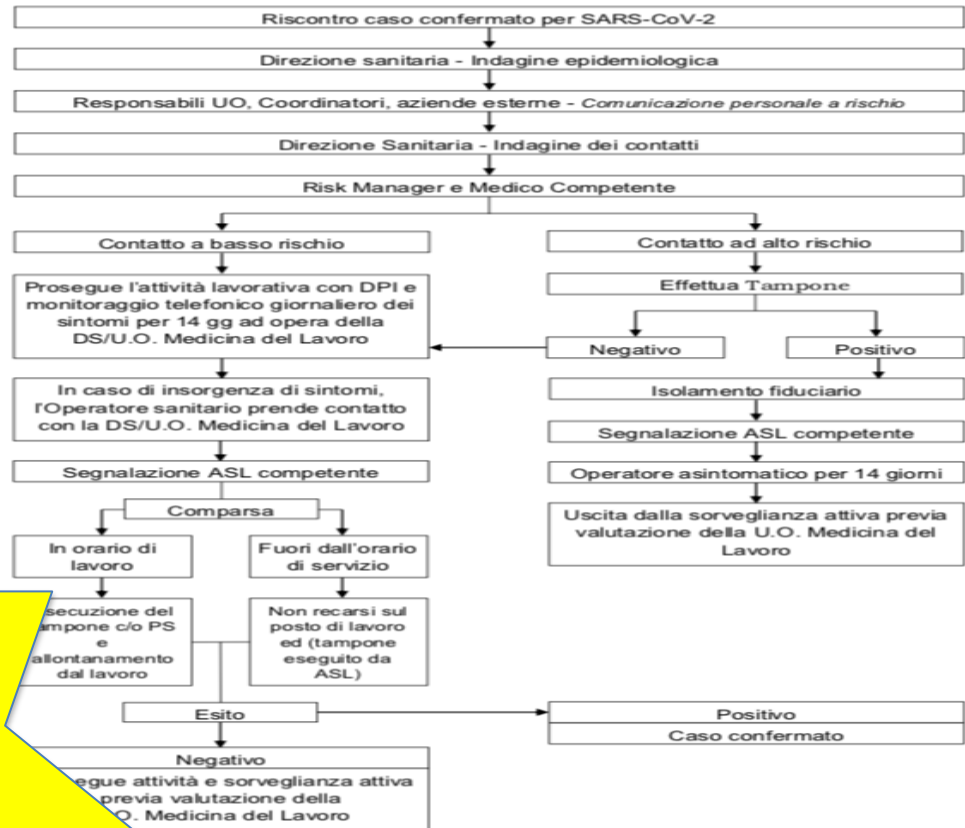 Riscontro caso confermato per SARS-CoV-2
Direzione sanitaria - Indagine epidemiologica
Responsabili UO, Coordinatori, aziende esterne - Comunicazione personale a rischio
Direzione Sanitaria - Indagine dei contatti
Risk Manager e Medico Competente
Contatto a basso rischio
Prosegue l'attività lavorativa con DPI e
monitoraggio telefonico giornaliero dei
sintomi per 14 gg ad opera della
DS/U.O. Medicina del Lavoro
In caso di insorgenza di sintomi,
l'Operatore sanitario prende contatto
con la DS/U.O. Medicina del Lavoro
Segnalazione ASL competente
Comparsa
In orario di
lavoro
Fuori dall'orario
di servizio
secuzione del
ampone c/o PS
e
allontanamento
dal lavoro
Non recarsi sul
posto di lavoro
ed (tampone
eseguito da
ASL)
Esito
Negativo
egue attività e sorveglianza attiva
previa valutazione della
O. Medicina del Lavoro
Contatto ad alto rischio
Effettua Tampone
Negativo
Positivo
Isolamento fiduciario
Segnalazione ASL competente
Operatore asintomatico per 14 giorni
Uscita dalla sorveglianza attiva previa
valutazione della U.O. Medicina del
Lavoro
Positivo
Caso confermato